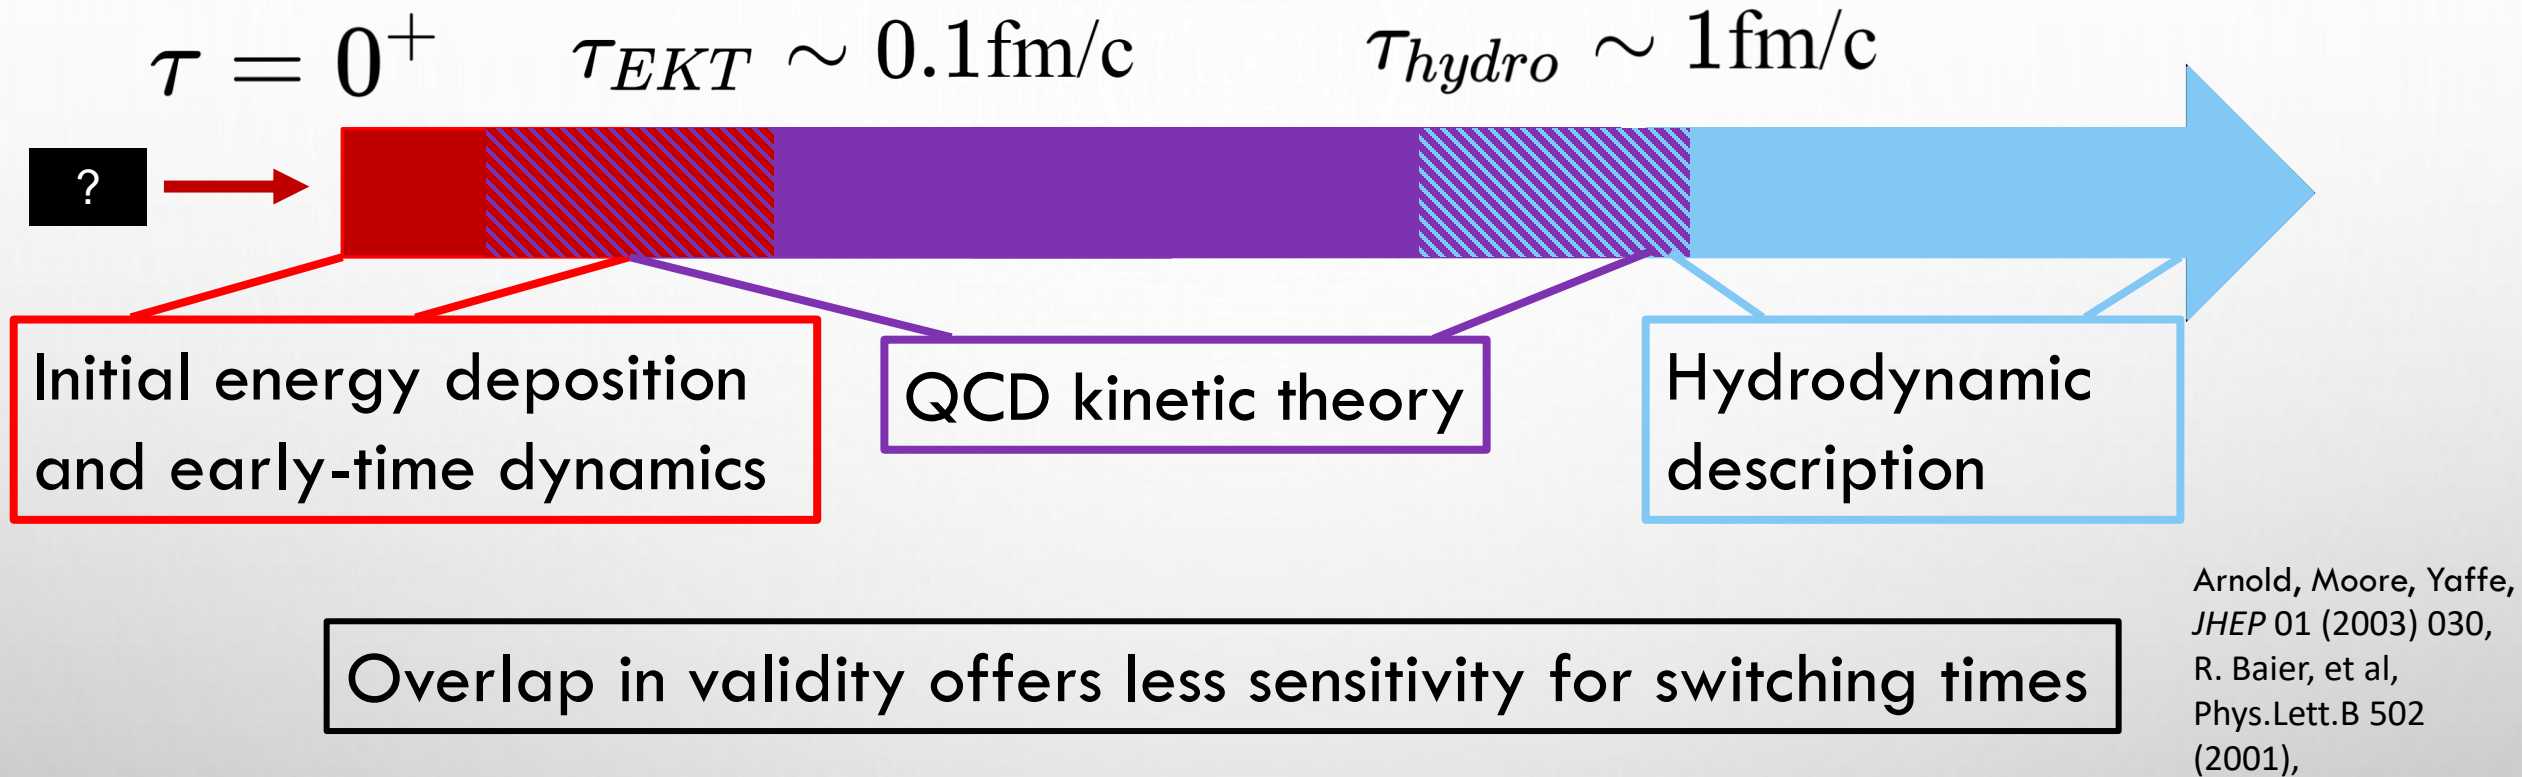 τ = 0⁺
τ_EKT ~ 0.1fm/c
τ_hydro ~ 1fm/c
?
Initial energy deposition
and early-time dynamics
QCD kinetic theory
Hydrodynamic
description
Overlap in validity offers less sensitivity for switching times
Arnold, Moore, Yaffe,
JHEP 01 (2003) 030,
R. Baier, et al,
Phys.Lett.B 502
(2001),